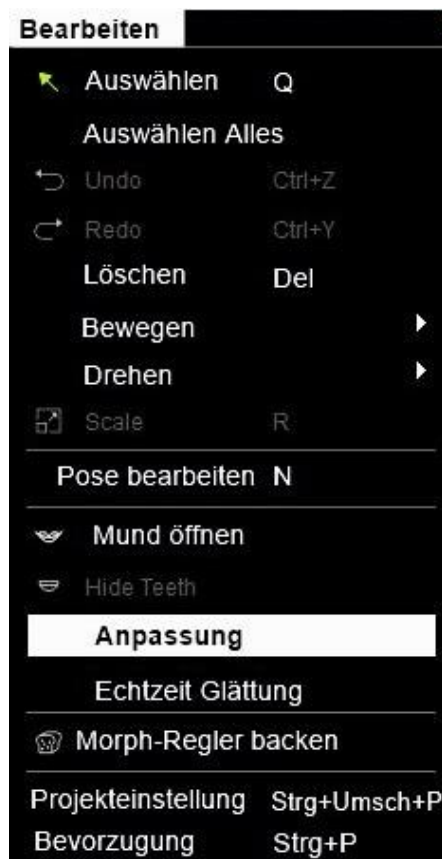 Bearbeiten
Auswählen Q
Auswählen Alles
Undo Ctrl+Z
Redo Ctrl+Y
Löschen Del
Bewegen
Drehen
Scale R
Pose bearbeiten N
Mund öffnen
Hide Teeth
Anpassung
Echtzeit Glättung
Morph-Regler backen
Projekteinstellung Strg+Umsch+P
Bevorzugung Strg+P